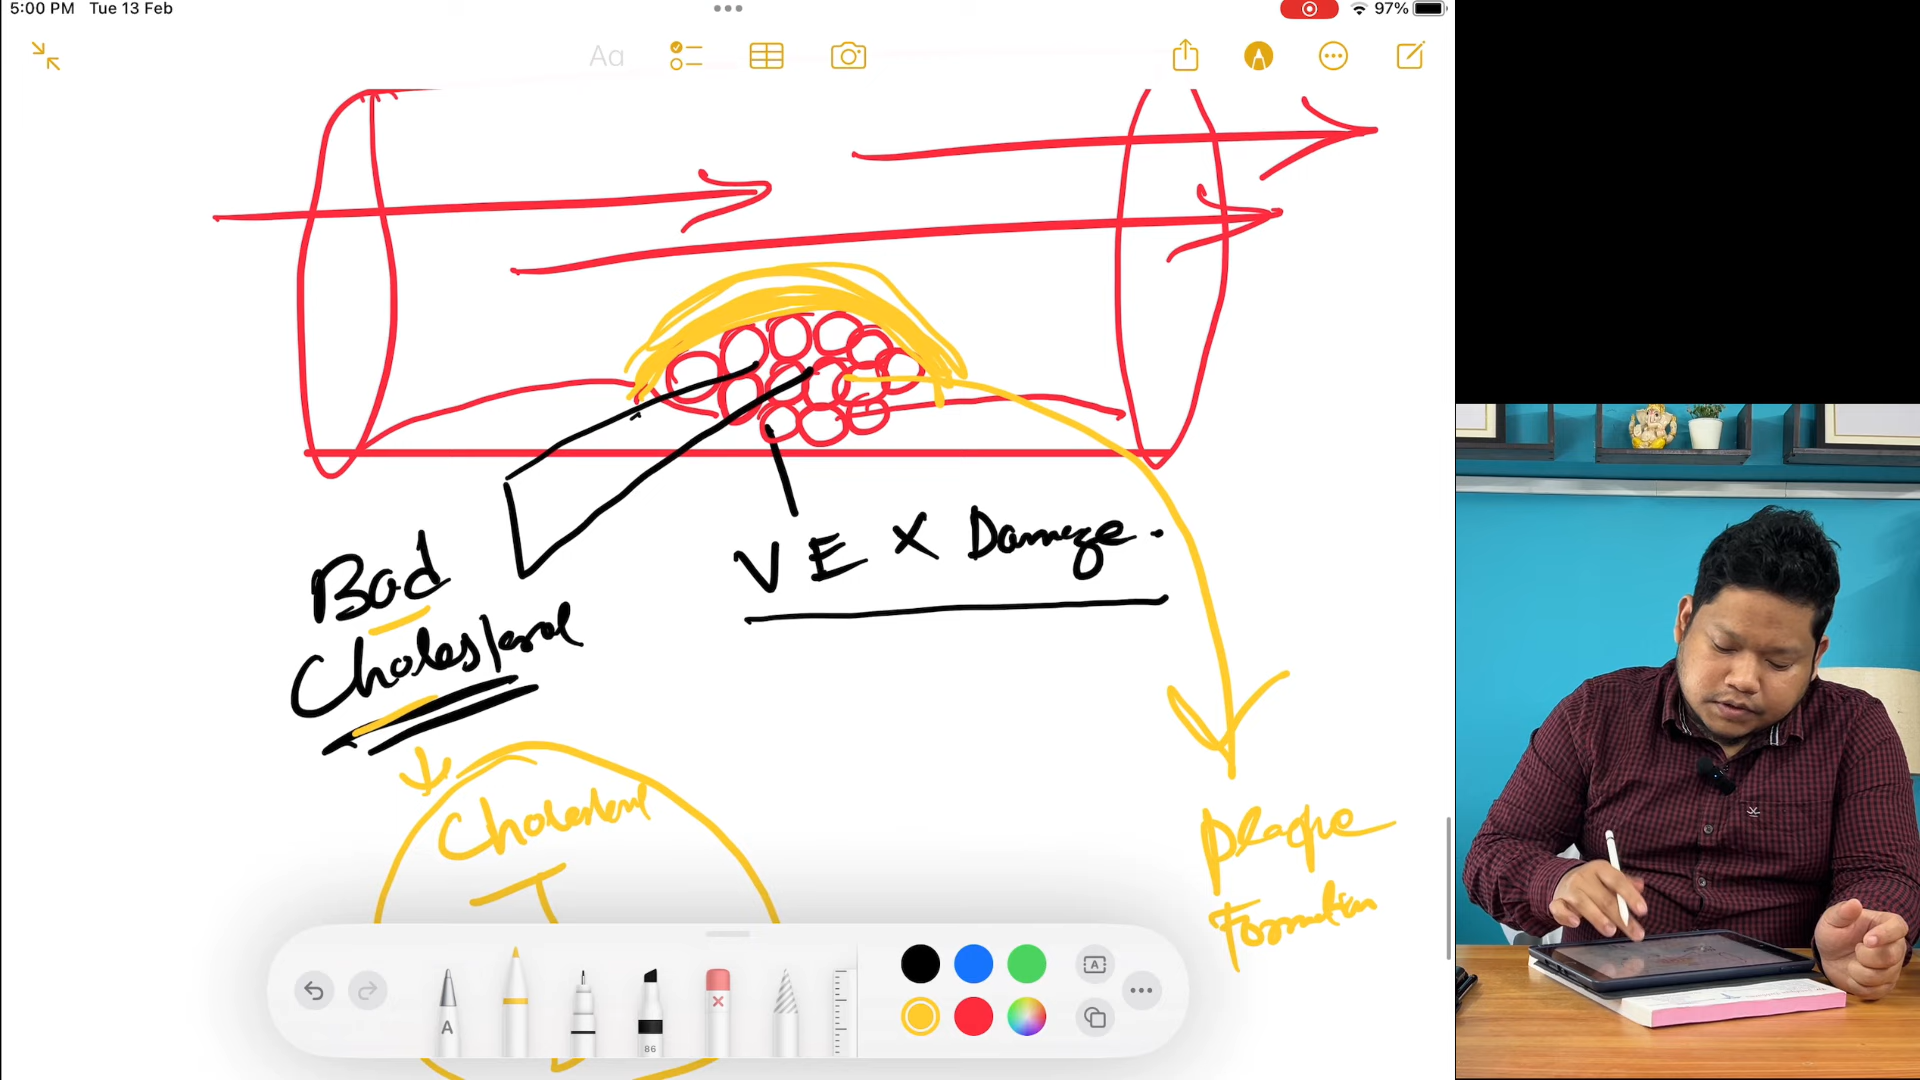 5:00 PM Tue 13 Feb
97%
Aa
Bad
Cholesterol
V E X Damage.
Cholesterol
Plaque
Formation
A
86
A